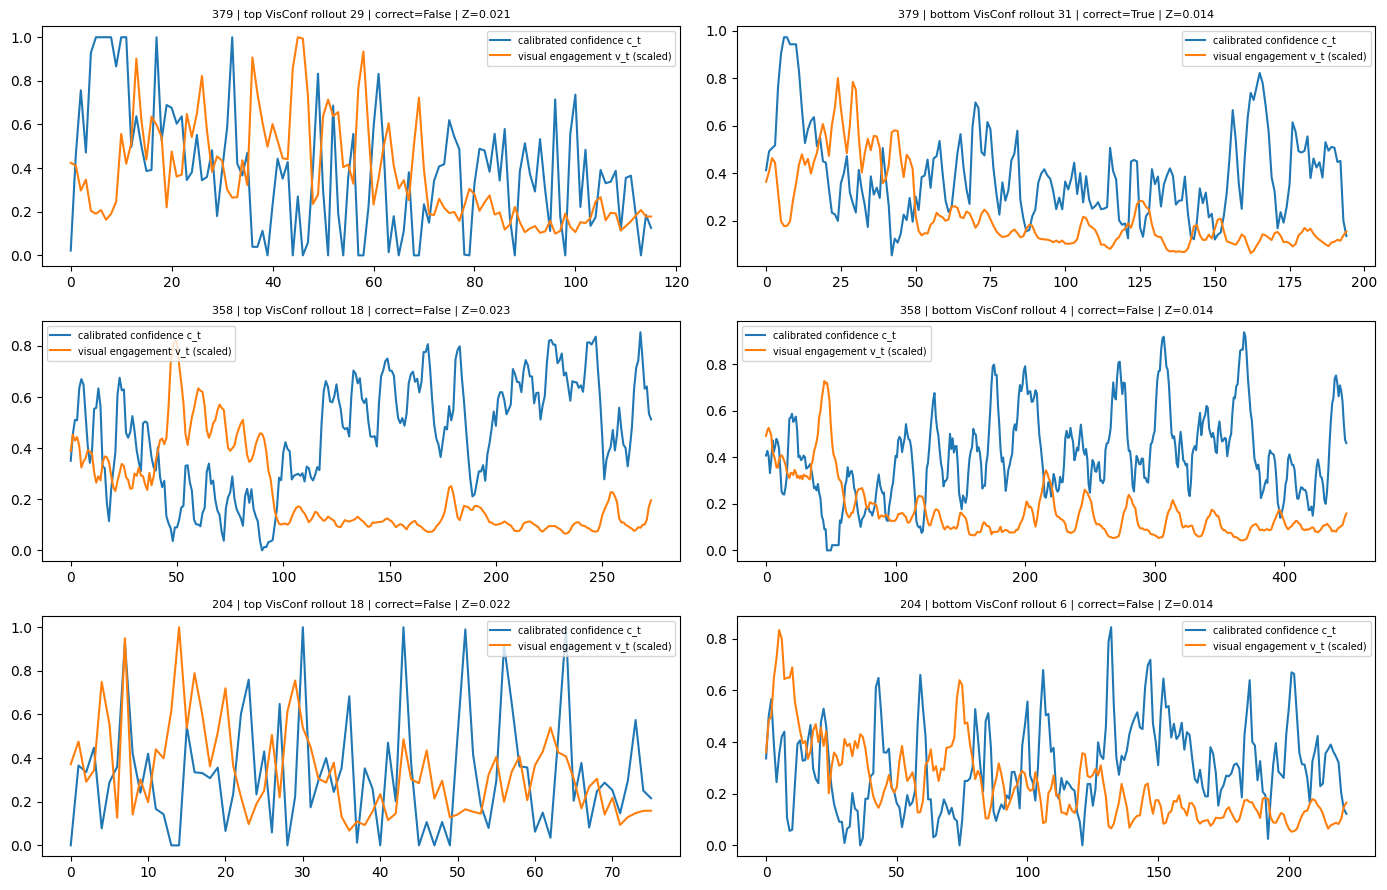 379 | top VisConf rollout 29 | correct=False | Z=0.021
1.0
0.8
0.6
0.4
0.2
0.0
calibrated confidence c_t
visual engagement v_t (scaled)
0 20 40 60 80 100 120
379 | bottom VisConf rollout 31 | correct=True | Z=0.014
1.0
0.8
0.6
0.4
0.2
calibrated confidence c_t
visual engagement v_t (scaled)
0 25 50 75 100 125 150 175 200
358 | top VisConf rollout 18 | correct=False | Z=0.023
0.8
0.6
0.4
0.2
0.0
calibrated confidence c_t
visual engagement v_t (scaled)
0 50 100 150 200 250
358 | bottom VisConf rollout 4 | correct=False | Z=0.014
0.8
0.6
0.4
0.2
0.0
calibrated confidence c_t
visual engagement v_t (scaled)
0 100 200 300 400
204 | top VisConf rollout 18 | correct=False | Z=0.022
1.0
0.8
0.6
0.4
0.2
0.0
calibrated confidence c_t
visual engagement v_t (scaled)
0 10 20 30 40 50 60 70
204 | bottom VisConf rollout 6 | correct=False | Z=0.014
0.8
0.6
0.4
0.2
0.0
calibrated confidence c_t
visual engagement v_t (scaled)
0 50 100 150 200